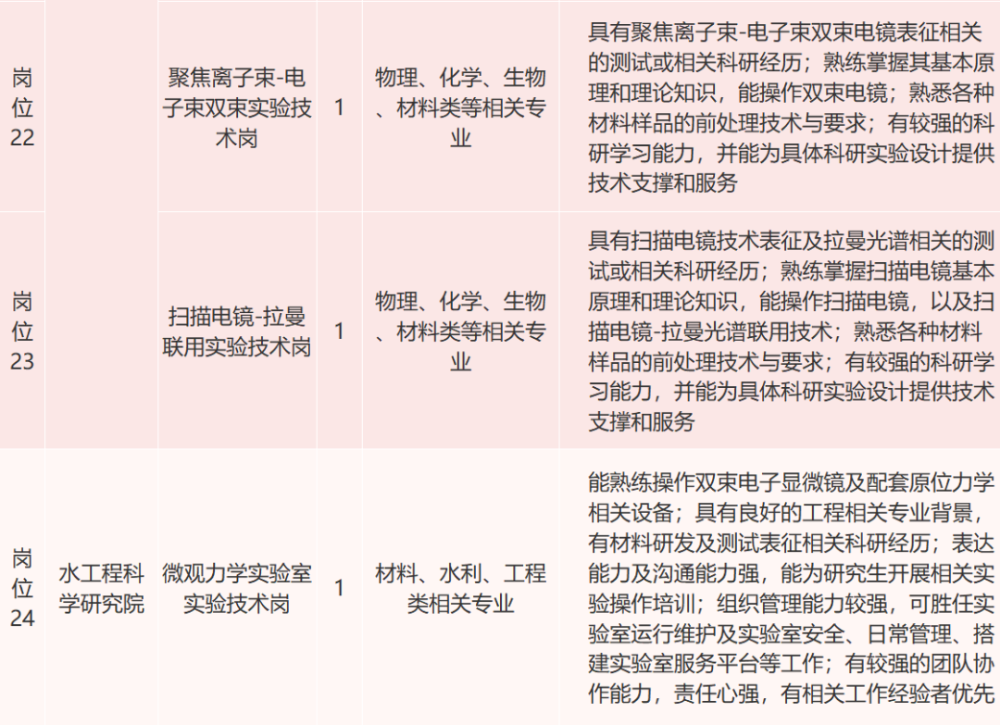 岗
位
22
聚焦离子束-电
子束双束实验技
术岗
1
物理、化学、生物
、材料类等相关专
业
具有聚焦离子束-电子束双束电镜表征相关
的测试或相关科研经历；熟练掌握其基本原
理和理论知识，能操作双束电镜；熟悉各种
材料样品的前处理技术与要求；有较强的科
研学习能力，并能为具体科研实验设计提供
技术支撑和服务
岗
位
23
扫描电镜-拉曼
联用实验技术岗
1
物理、化学、生物
、材料类等相关专
业
具有扫描电镜技术表征及拉曼光谱相关的测
试或相关科研经历；熟练掌握扫描电镜基本
原理和理论知识，能操作扫描电镜，以及扫
描电镜-拉曼光谱联用技术；熟悉各种材料
样品的前处理技术与要求；有较强的科研学
习能力，并能为具体科研实验设计提供技术
支撑和服务
岗
位
24
水工程科
学研究院
微观力学实验室
实验技术岗
1
材料、水利、工程
类相关专业
能熟练操作双束电子显微镜及配套原位力学
相关设备；具有良好的工程相关专业背景，
有材料研发及测试表征相关科研经历；表达
能力及沟通能力强，能为研究生开展相关实
验操作培训；组织管理能力较强，可胜任实
验室运行维护及实验室安全、日常管理、搭
建实验室服务平台等工作；有较强的团队协
作能力，责任心强，有相关工作经验者优先